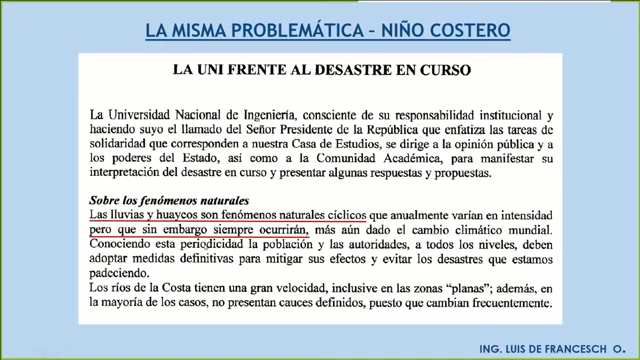 LA MISMA PROBLEMÁTICA – NIÑO COSTERO
LA UNI FRENTE AL DESASTRE EN CURSO
La Universidad Nacional de Ingeniería, consciente de su responsabilidad institucional y
haciendo suyo el llamado del Señor Presidente de la República que enfatiza las tareas de
solidaridad que corresponden a nuestra Casa de Estudios, se dirige a la opinión pública y a
los poderes del Estado, así como a la Comunidad Académica, para manifestar su
interpretación del desastre en curso y presentar algunas respuestas y propuestas.
Sobre los fenómenos naturales
Las lluvias y huaycos son fenómenos naturales cíclicos que anualmente varían en intensidad
pero que sin embargo siempre ocurrirán, más aún dado el cambio climático mundial.
Conociendo esta periodicidad la población y las autoridades, a todos los niveles, deben
adoptar medidas definitivas para mitigar sus efectos y evitar los desastres que estamos
padeciendo.
Los ríos de la Costa tienen una gran velocidad, inclusive en las zonas “planas”; además, en
la mayoría de los casos, no presentan cauces definidos, puesto que cambian frecuentemente.
ING. LUIS DE FRANCESCH O.